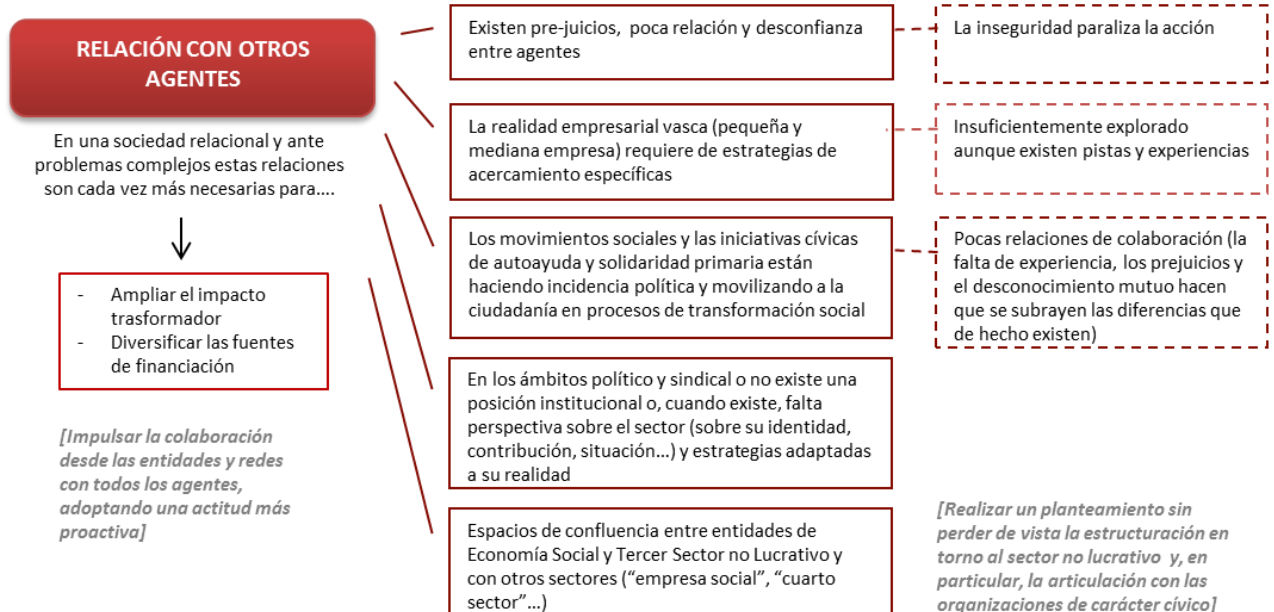 RELACIÓN CON OTROS
AGENTES
En una sociedad relacional y ante
problemas complejos estas relaciones
son cada vez más necesarias para....
- Ampliar el impacto
trasformador
- Diversificar las fuentes
de financiación
[Impulsar la colaboración
desde las entidades y redes
con todos los agentes,
adoptando una actitud más
proactiva]
Existen pre-juicios, poca relación y desconfianza
entre agentes
La inseguridad paraliza la acción
La realidad empresarial vasca (pequeña y
mediana empresa) requiere de estrategias de
acercamiento específicas
Insuficientemente explorado
aunque existen pistas y experiencias
Los movimientos sociales y las iniciativas cívicas
de autoayuda y solidaridad primaria están
haciendo incidencia política y movilizando a la
ciudadanía en procesos de transformación social
Pocas relaciones de colaboración (la
falta de experiencia, los prejuicios y
el desconocimiento mutuo hacen
que se subrayen las diferencias que
de hecho existen)
En los ámbitos político y sindical o no existe una
posición institucional o, cuando existe, falta
perspectiva sobre el sector (sobre su identidad,
contribución, situación...) y estrategias adaptadas
a su realidad
Espacios de confluencia entre entidades de
Economía Social y Tercer Sector no Lucrativo y
con otros sectores (“empresa social”, “cuarto
sector”...)
[Realizar un planteamiento sin
perder de vista la estructuración en
torno al sector no lucrativo y, en
particular, la articulación con las
organizaciones de carácter cívico]